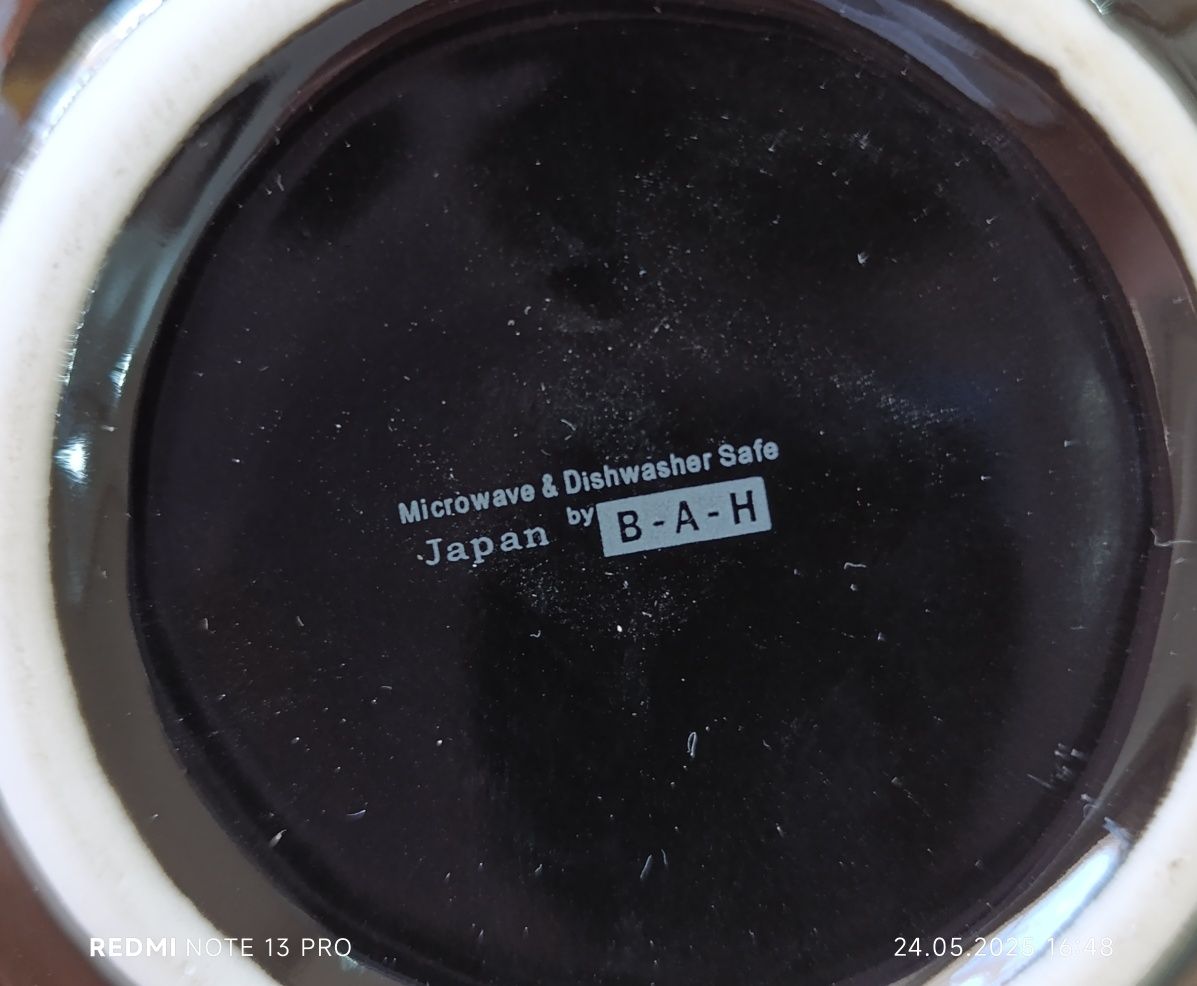 Microwave & Dishwasher Safe
Japan by B-A-H
REDMI NOTE 13 PRO
24.05.2025 16:48